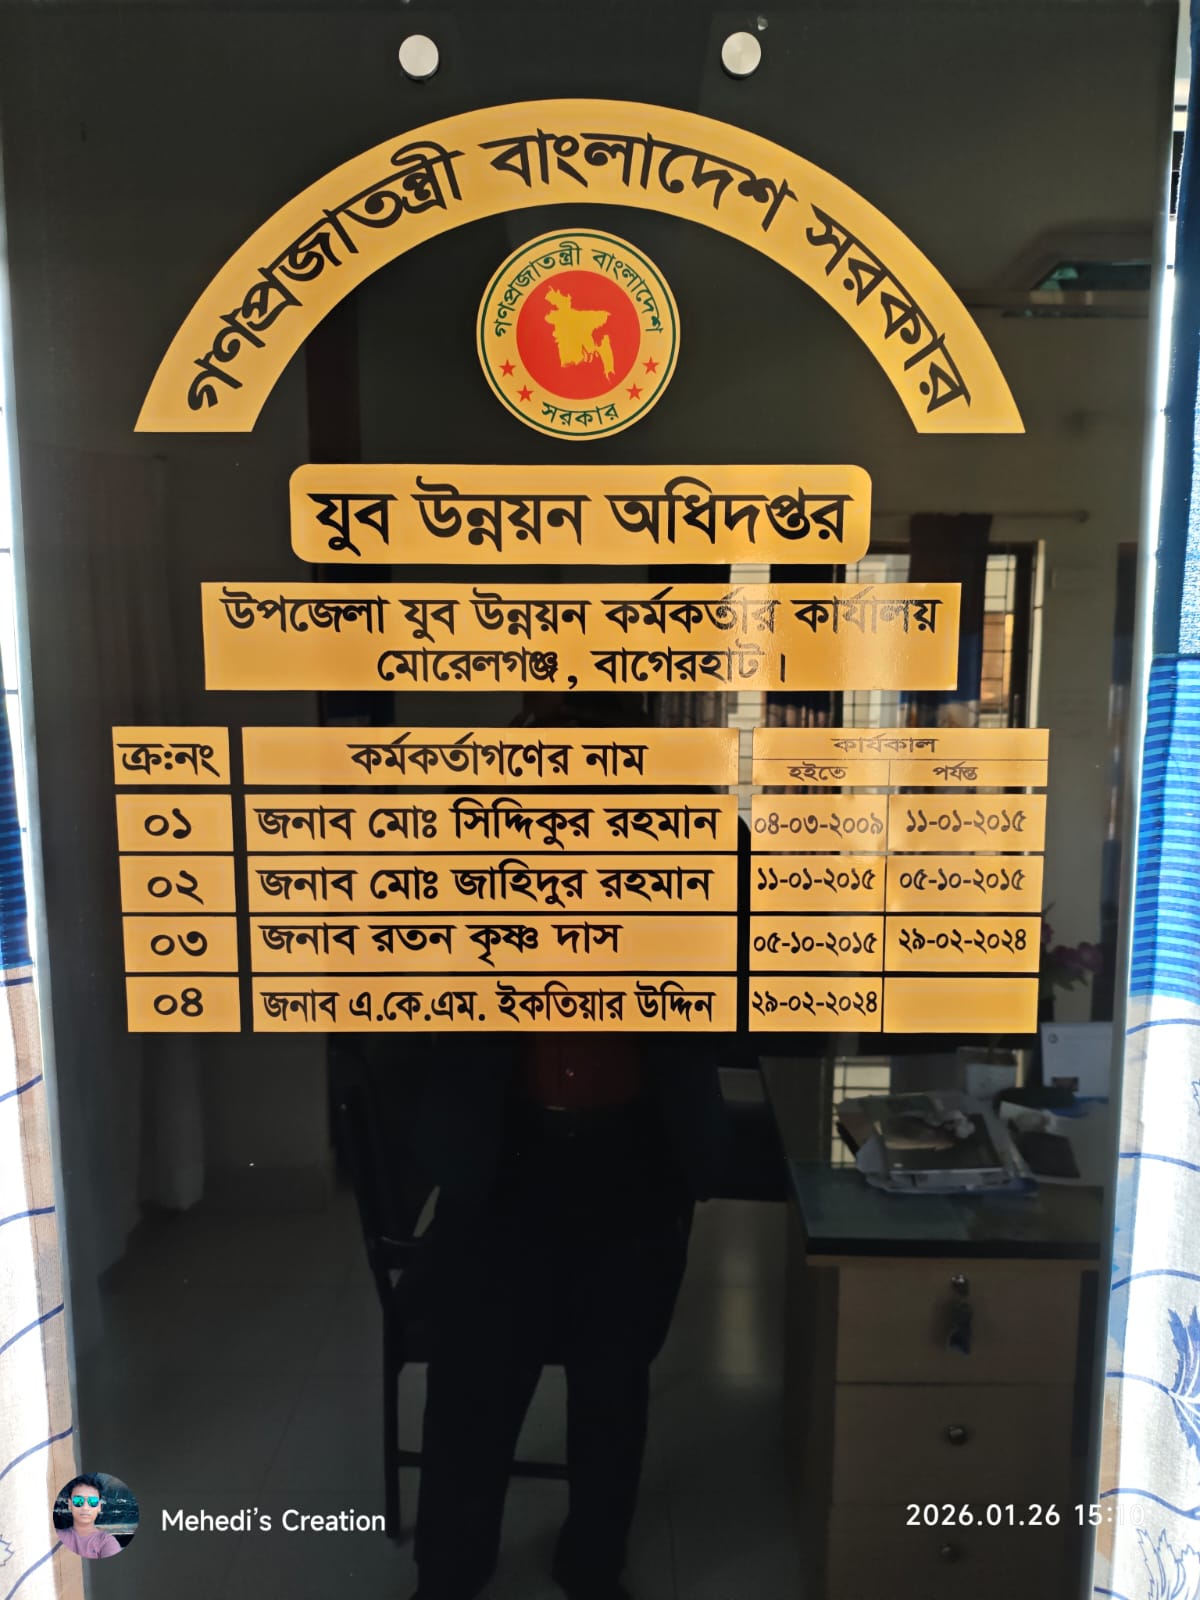 গণপ্রজাতন্ত্রী বাংলাদেশ সরকার
গণপ্রজাতন্ত্রী বাংলাদেশ
সরকার
যুব উন্নয়ন অধিদপ্তর
উপজেলা যুব উন্নয়ন কর্মকর্তার কার্যালয়
মোরেলগঞ্জ, বাগেরহাট।
ক্র:নং কর্মকর্তাগণের নাম কার্যকাল
হইতে পর্যন্ত
০১ জনাব মোঃ সিদ্দিকুর রহমান ০৪-০৩-২০০৯ ১১-০১-২০১৫
০২ জনাব মোঃ জাহিদুর রহমান ১১-০১-২০১৫ ০৫-১০-২০১৫
০৩ জনাব রতন কৃষ্ণ দাস ০৫-১০-২০১৫ ২৯-০২-২০২৪
০৪ জনাব এ.কে.এম. ইকতিয়ার উদ্দিন ২৯-০২-২০২৪
Mehedi's Creation
2026.01.26 15:10